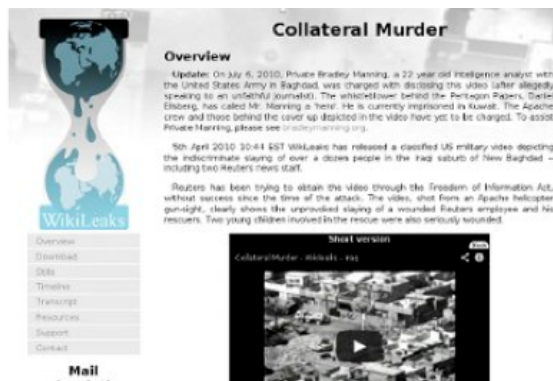 Collateral Murder
Overview
Update: On July 6, 2010, Private Bradley Manning, a 22 year old intelligence analyst with
the United States Army in Baghdad, was charged with disclosing this video (after allegedly
speaking to an unfaithful journalist). The whistleblower behind the Pentagon Papers, Daniel
Ellsberg, has called Mr. Manning a 'hero'. He is currently imprisoned in Kuwait. The Apache
crew and those behind the cover up depicted in the video have yet to be charged. To assist
Private Manning, please see bradleymanning.org.
5th April 2010 10:44 EST WikiLeaks has released a classified US military video depicting
the indiscriminate slaying of over a dozen people in the Iraqi suburb of New Baghdad --
including two Reuters news staff.
Reuters has been trying to obtain the video through the Freedom of Information Act,
without success since the time of the attack. The video, shot from an Apache helicopter
gun-sight, clearly shows the unprovoked slaying of a wounded Reuters employee and his
rescuers. Two young children involved in the rescue were also seriously wounded.
WikiLeaks
Overview
Download
Stills
Timeline
Transcript
Resources
Support
Contact
Mail
Short version
Collateral Murder - Wikileaks - Iraq